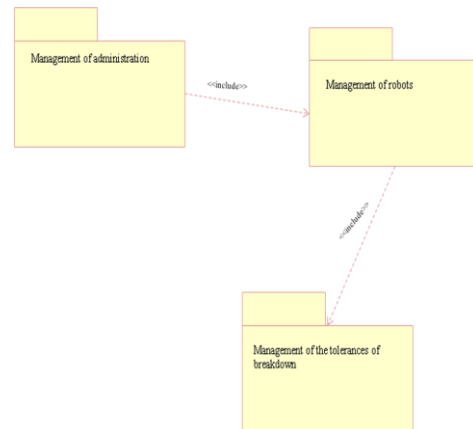 Management of administration
<<include>>
Management of robots
<<include>>
Management of the tolerances of
breakdown